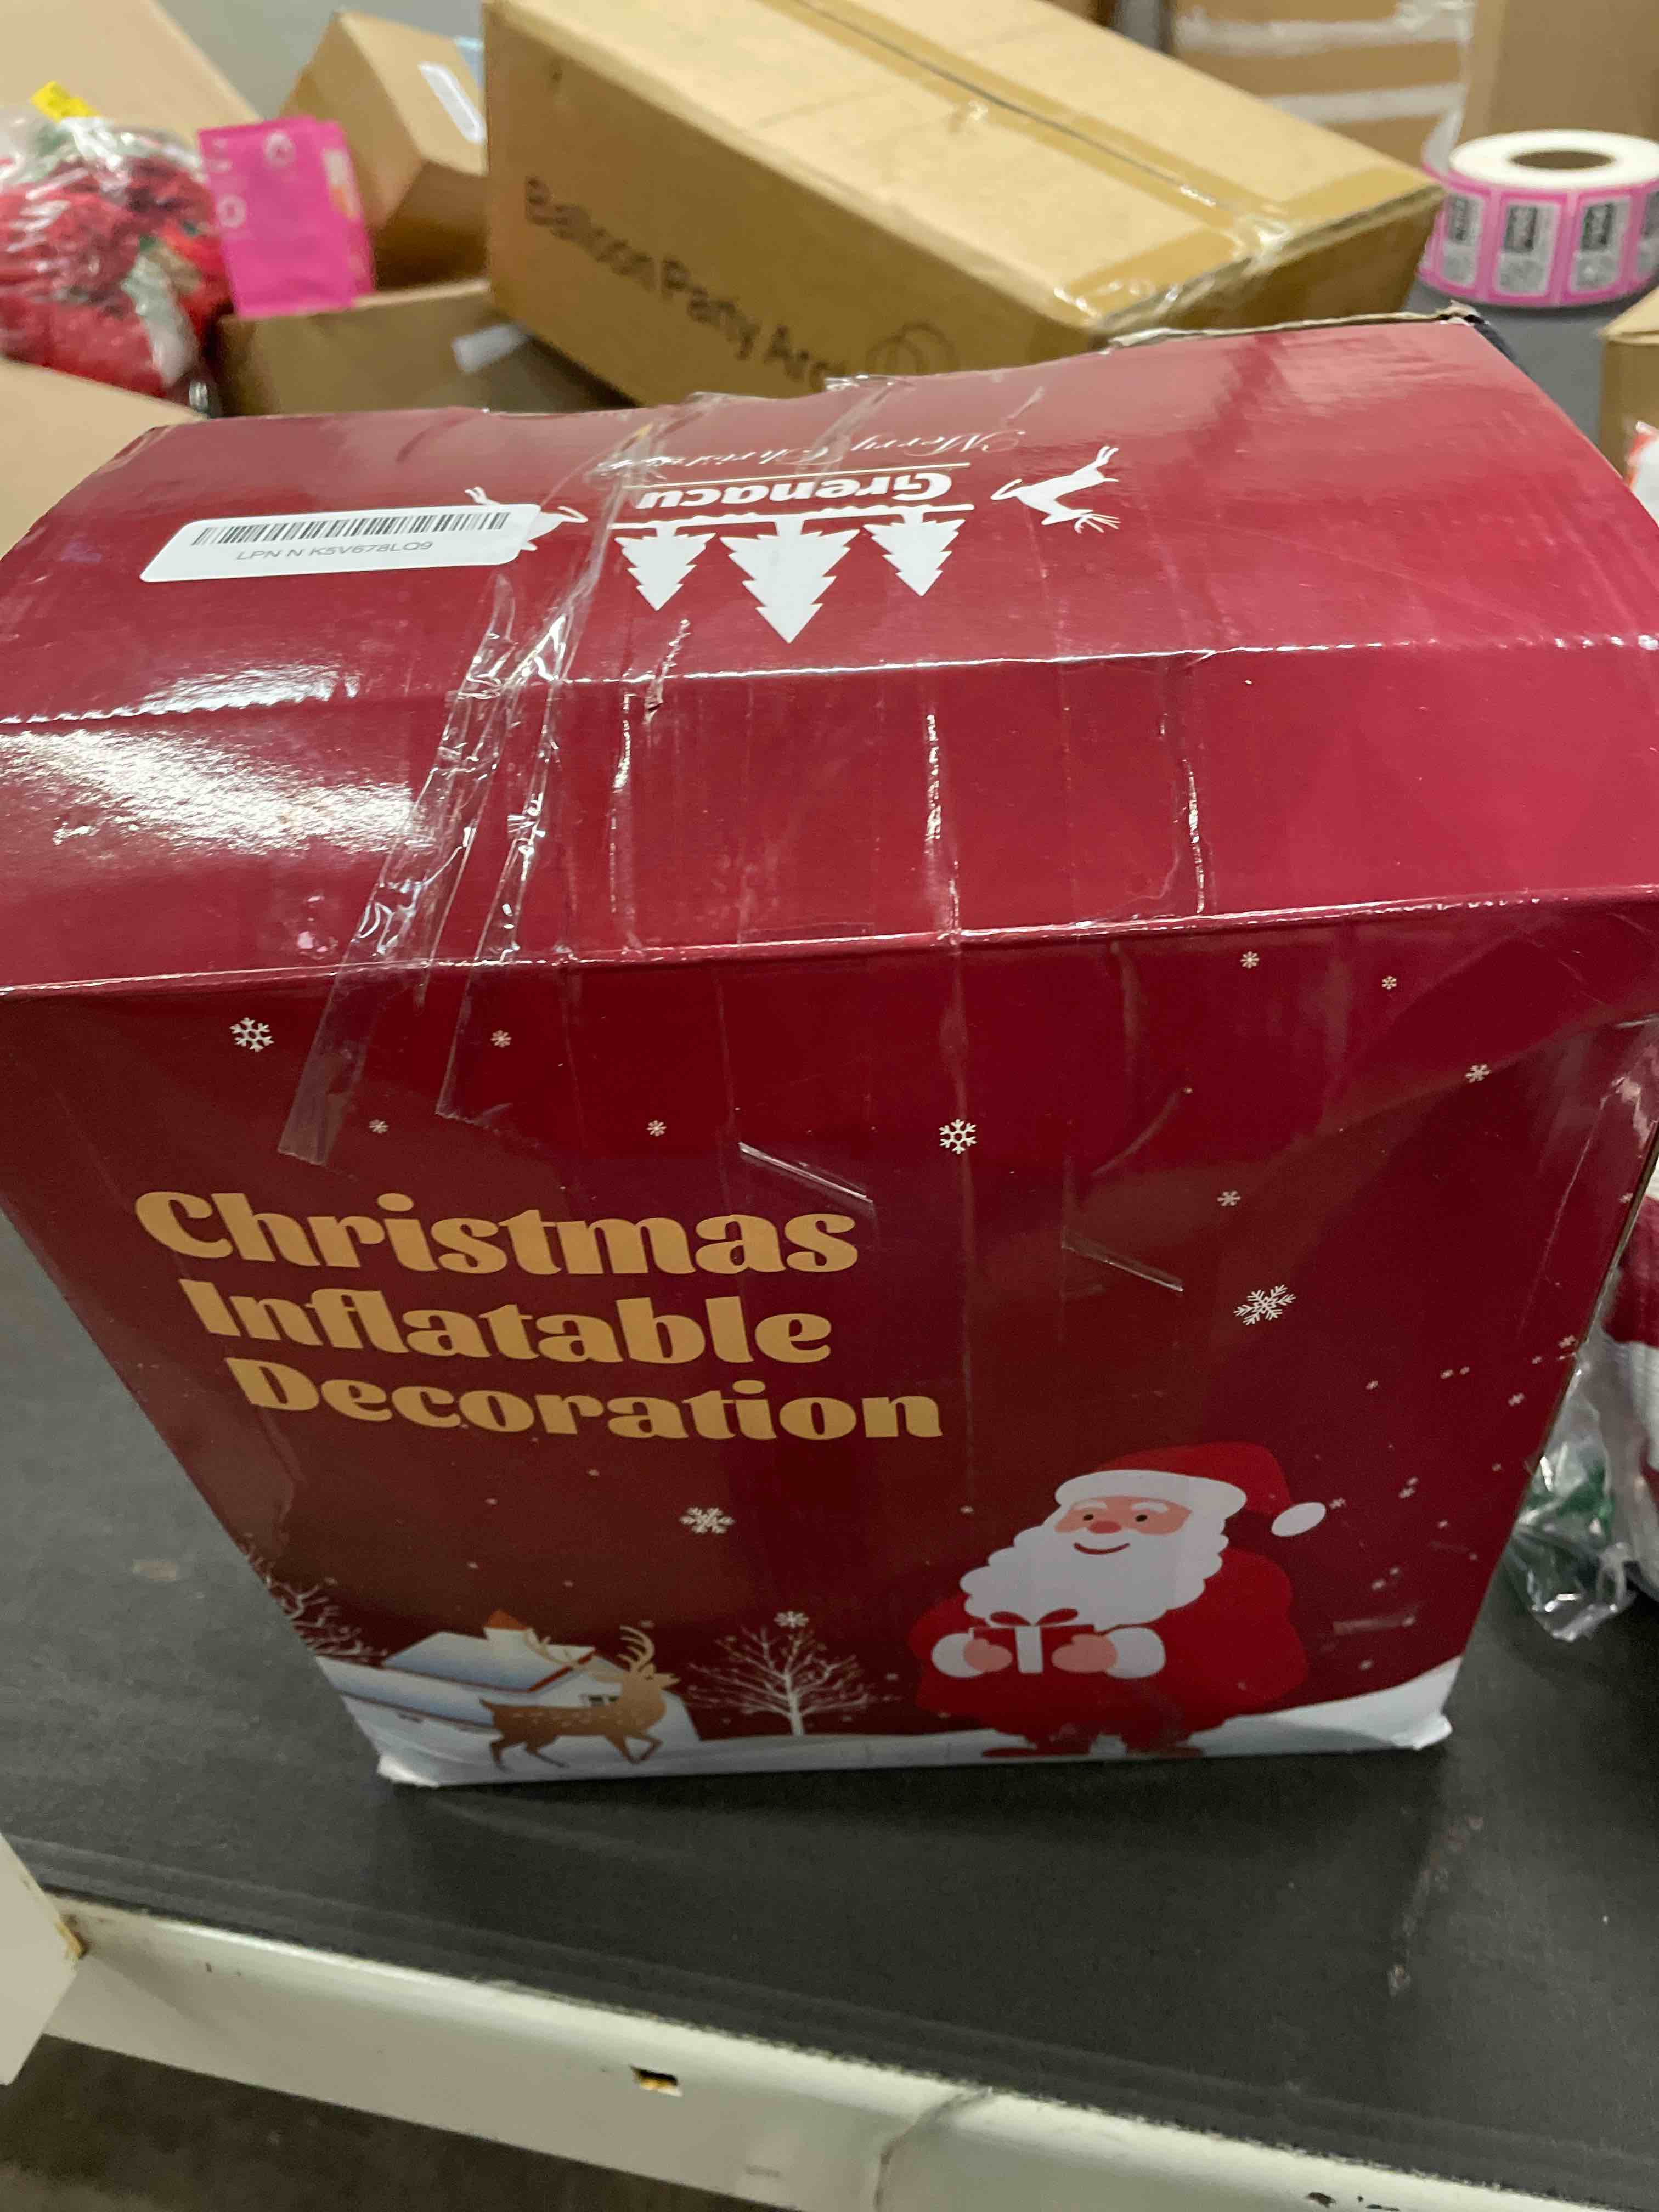 Balloon Party Arch
Merry Christmas
Grenacu
LPN N K5V678LQ9
Christmas
Inflatable
Decoration